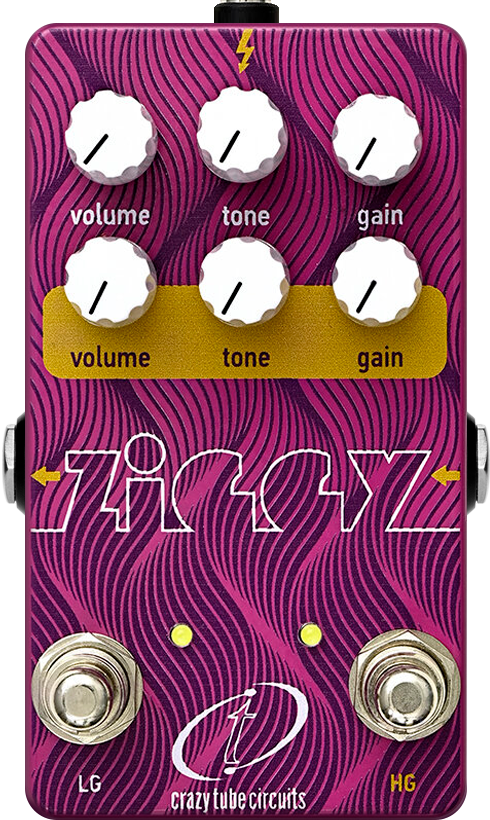 volume tone gain
volume tone gain
ZIGGY
t
LG HG
crazy tube circuits